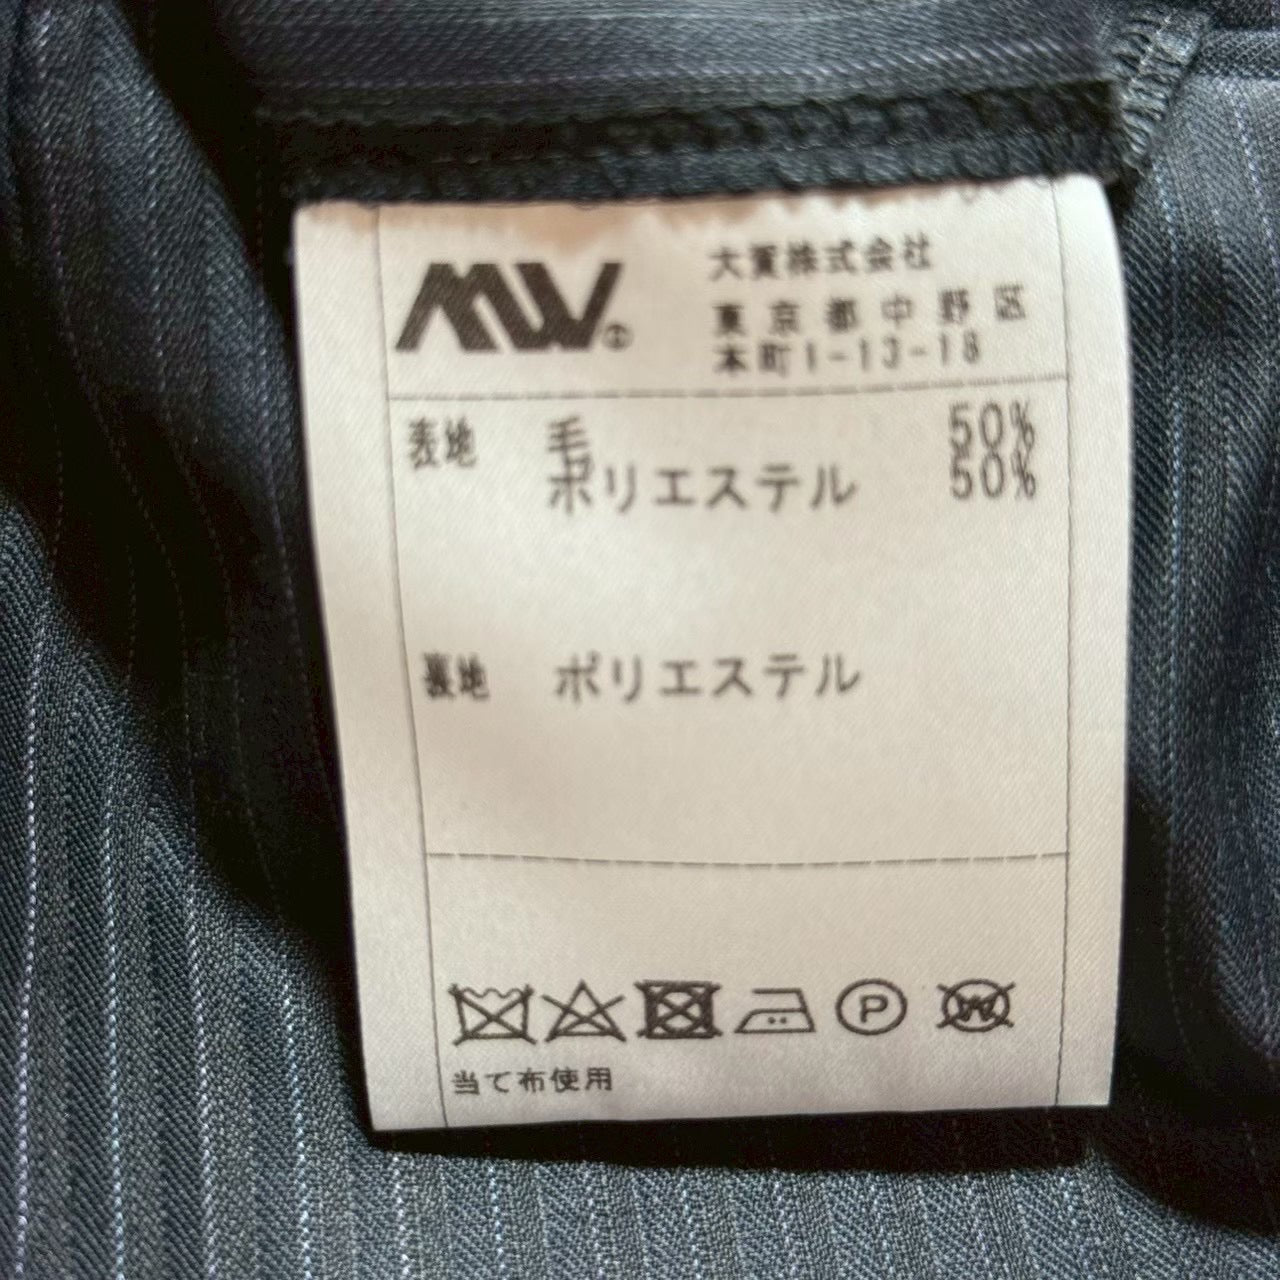 MW
大賀株式会社
東京都中野区
本町1-13-18
表地 毛 50%
ポリエステル 50%
裏地 ポリエステル
P
W
当て布使用